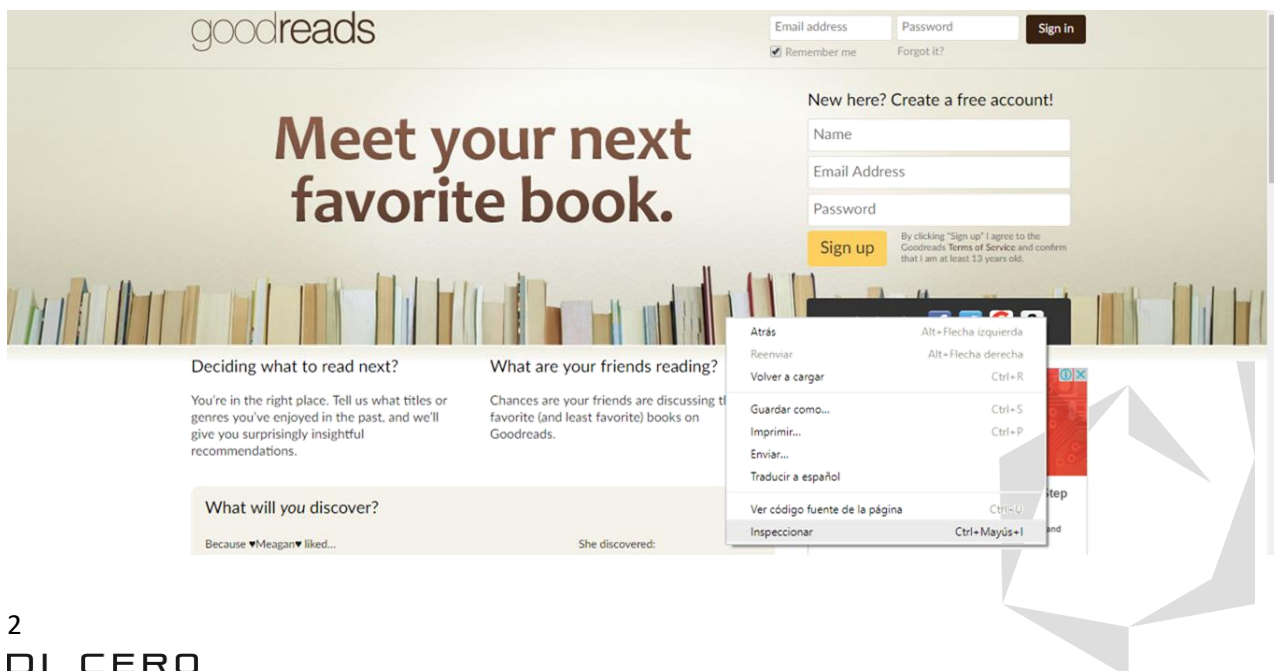 goodreads
Email address Password Sign in
Remember me Forgot it?
New here? Create a free account!
Meet your next
favorite book.
Name
Email Address
Password
Sign up
By clicking "Sign up" I agree to the
Goodreads Terms of Service and confirm
that I am at least 13 years old.
Deciding what to read next?
You're in the right place. Tell us what titles or
genres you've enjoyed in the past, and we'll
give you surprisingly insightful
recommendations.
What are your friends reading?
Chances are your friends are discussing
favorite (and least favorite) books on
Goodreads.
Atrás Alt+Flecha izquierda
Reenviar Alt+Flecha derecha
Volver a cargar Ctrl+R
Guardar como... Ctrl+S
Imprimir... Ctrl+P
Enviar...
Traducir a español
Ver código fuente de la página Ctrl+U
Inspeccionar Ctrl+Mayús+I
and
What will you discover?
Because ♥Meagan♥ liked...
She discovered:
2